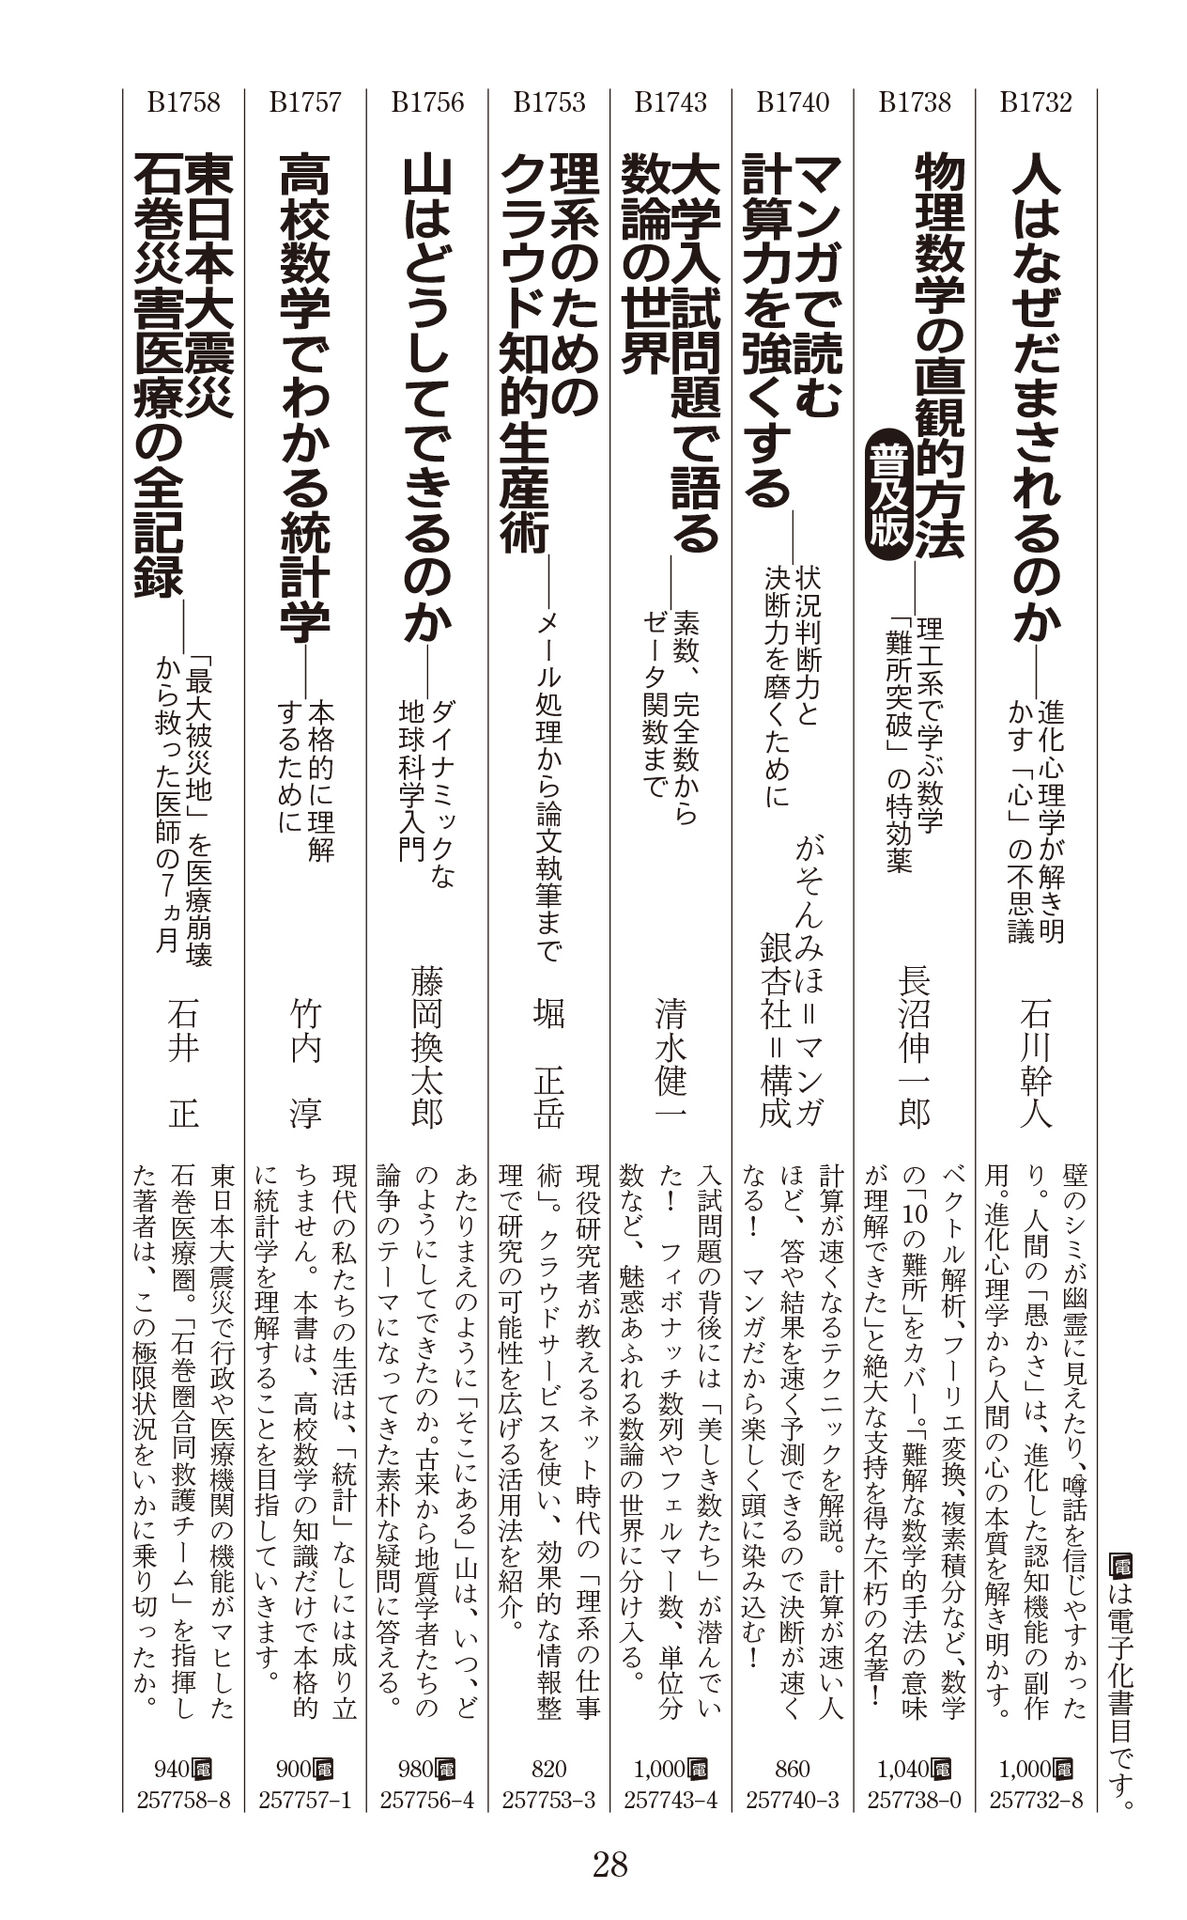 電は電子化書目です。
B1732
人はなぜだまされるのか
進化心理学が解き明
かす「心」の不思議
石川幹人
壁のシミが幽霊に見えたり、噂話を信じやすかった
り。人間の「愚かさ」は、進化した認知機能の副作
用。進化心理学から人間の心の本質を解き明かす。
1,000電
257732-8
B1738
物理数学の直観的方法
普及版
理工系で学ぶ数学
「難所突破」の特効薬
長沼伸一郎
ベクトル解析、フーリエ変換、複素積分など、数学
の「10の難所」をカバー。「難解な数学的手法の意味
が理解できた」と絶大な支持を得た不朽の名著！
1,040電
257738-0
B1740
マンガで読む
計算力を強くする
状況判断力と
決断力を磨くために
がそんみほ＝マンガ
銀杏社＝構成
計算が速くなるテクニックを解説。計算が速い人
ほど、答や結果を速く予測できるので決断が速く
なる！　マンガだから楽しく頭に染み込む！
860
257740-3
B1743
大学入試問題で語る
数論の世界
素数、完全数から
ゼータ関数まで
清水健一
入試問題の背後には「美しき数たち」が潜んでい
た！　フィボナッチ数列やフェルマー数、単位分
数など、魅惑あふれる数論の世界に分け入る。
1,000電
257743-4
B1753
理系のための
クラウド知的生産術
メール処理から論文執筆まで
堀　正岳
現役研究者が教えるネット時代の「理系の仕事
術」。クラウドサービスを使い、効果的な情報整
理で研究の可能性を広げる活用法を紹介。
820
257753-3
B1756
山はどうしてできるのか
ダイナミックな
地球科学入門
藤岡換太郎
あたりまえのように「そこにある」山は、いつ、ど
のようにしてできたのか。古来から地質学者たちの
論争のテーマになってきた素朴な疑問に答える。
980電
257756-4
B1757
高校数学でわかる統計学
本格的に理解
するために
竹内　淳
現代の私たちの生活は、「統計」なしには成り立
ちません。本書は、高校数学の知識だけで本格的
に統計学を理解することを目指していきます。
900電
257757-1
B1758
東日本大震災
石巻災害医療の全記録
「最大被災地」を医療崩壊
から救った医師の7ヵ月
石井　正
東日本大震災で行政や医療機関の機能がマヒした
石巻医療圏。「石巻圏合同救護チーム」を指揮し
た著者は、この極限状況をいかに乗り切ったか。
940電
257758-8
28